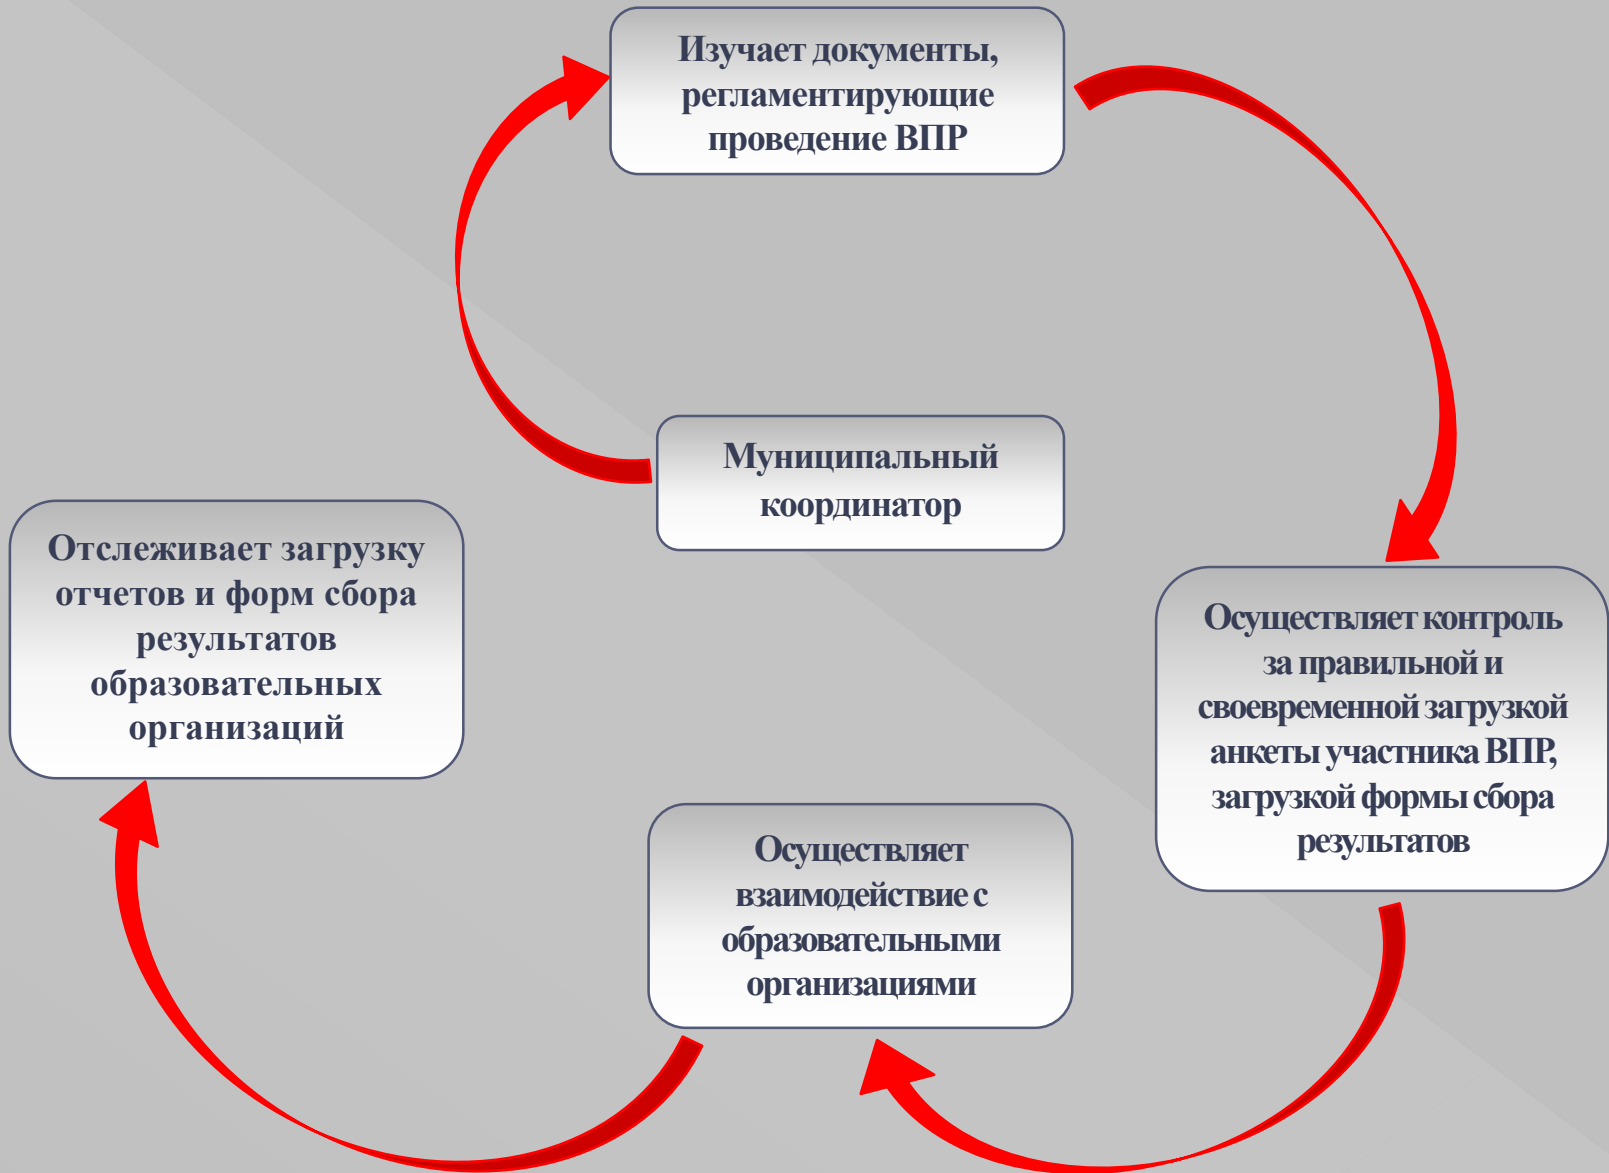 Изучает документы,
регламентирующие
проведение ВПР
Муниципальный
координатор
Отслеживает загрузку
отчетов и форм сбора
результатов
образовательных
организаций
Осуществляет контроль
за правильной и
своевременной загрузкой
анкеты участника ВПР,
загрузкой формы сбора
результатов
Осуществляет
взаимодействие с
образовательными
организациями